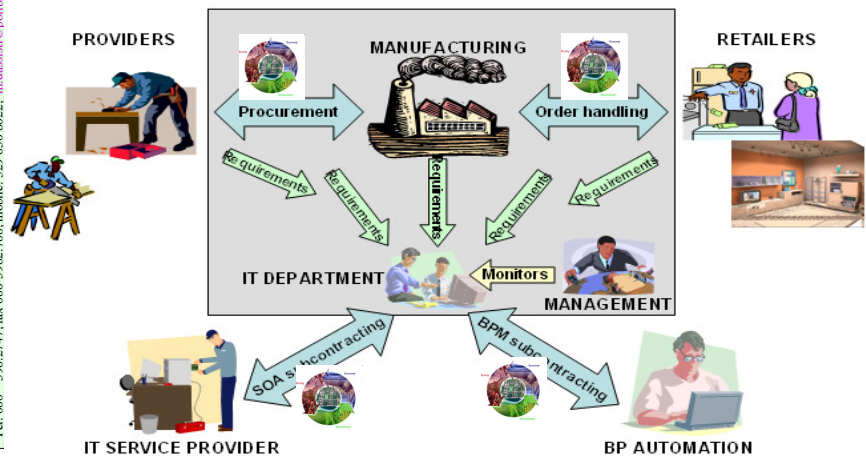 PROVIDERS
MANUFACTURING
RETAILERS
Procurement
Order handling
Requirements
Requirements
Requirements
Requirements
Requirements
IT DEPARTMENT
Monitors
MANAGEMENT
SOA subcontracting
BPM subcontracting
IT SERVICE PROVIDER
BP AUTOMATION